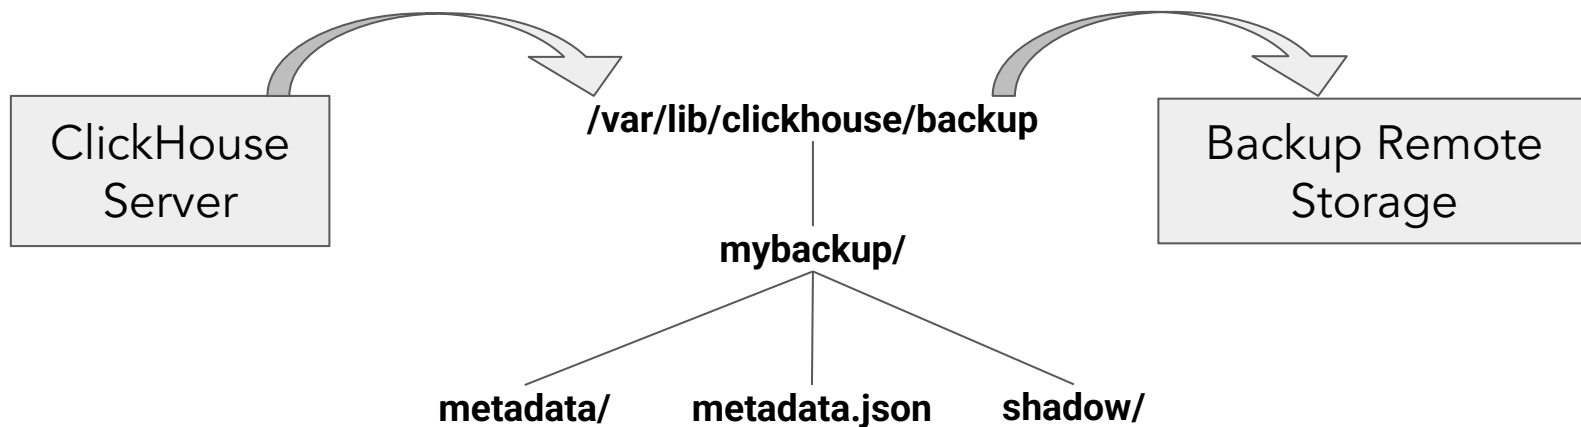 ClickHouse
Server
/var/lib/clickhouse/backup
Backup Remote
Storage
mybackup/
metadata/
metadata.json
shadow/